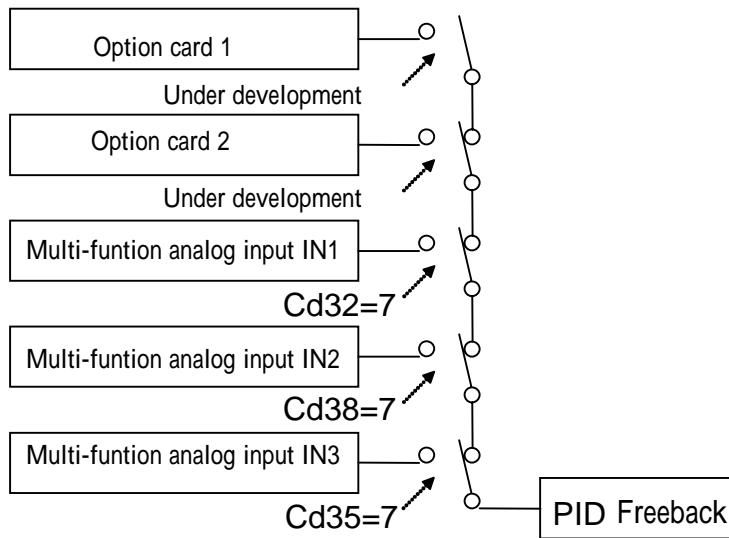 Option card 1
Under development
Option card 2
Under development
Multi-funtion analog input IN1
Cd32=7
Multi-funtion analog input IN2
Cd38=7
Multi-funtion analog input IN3
Cd35=7
PID Freeback